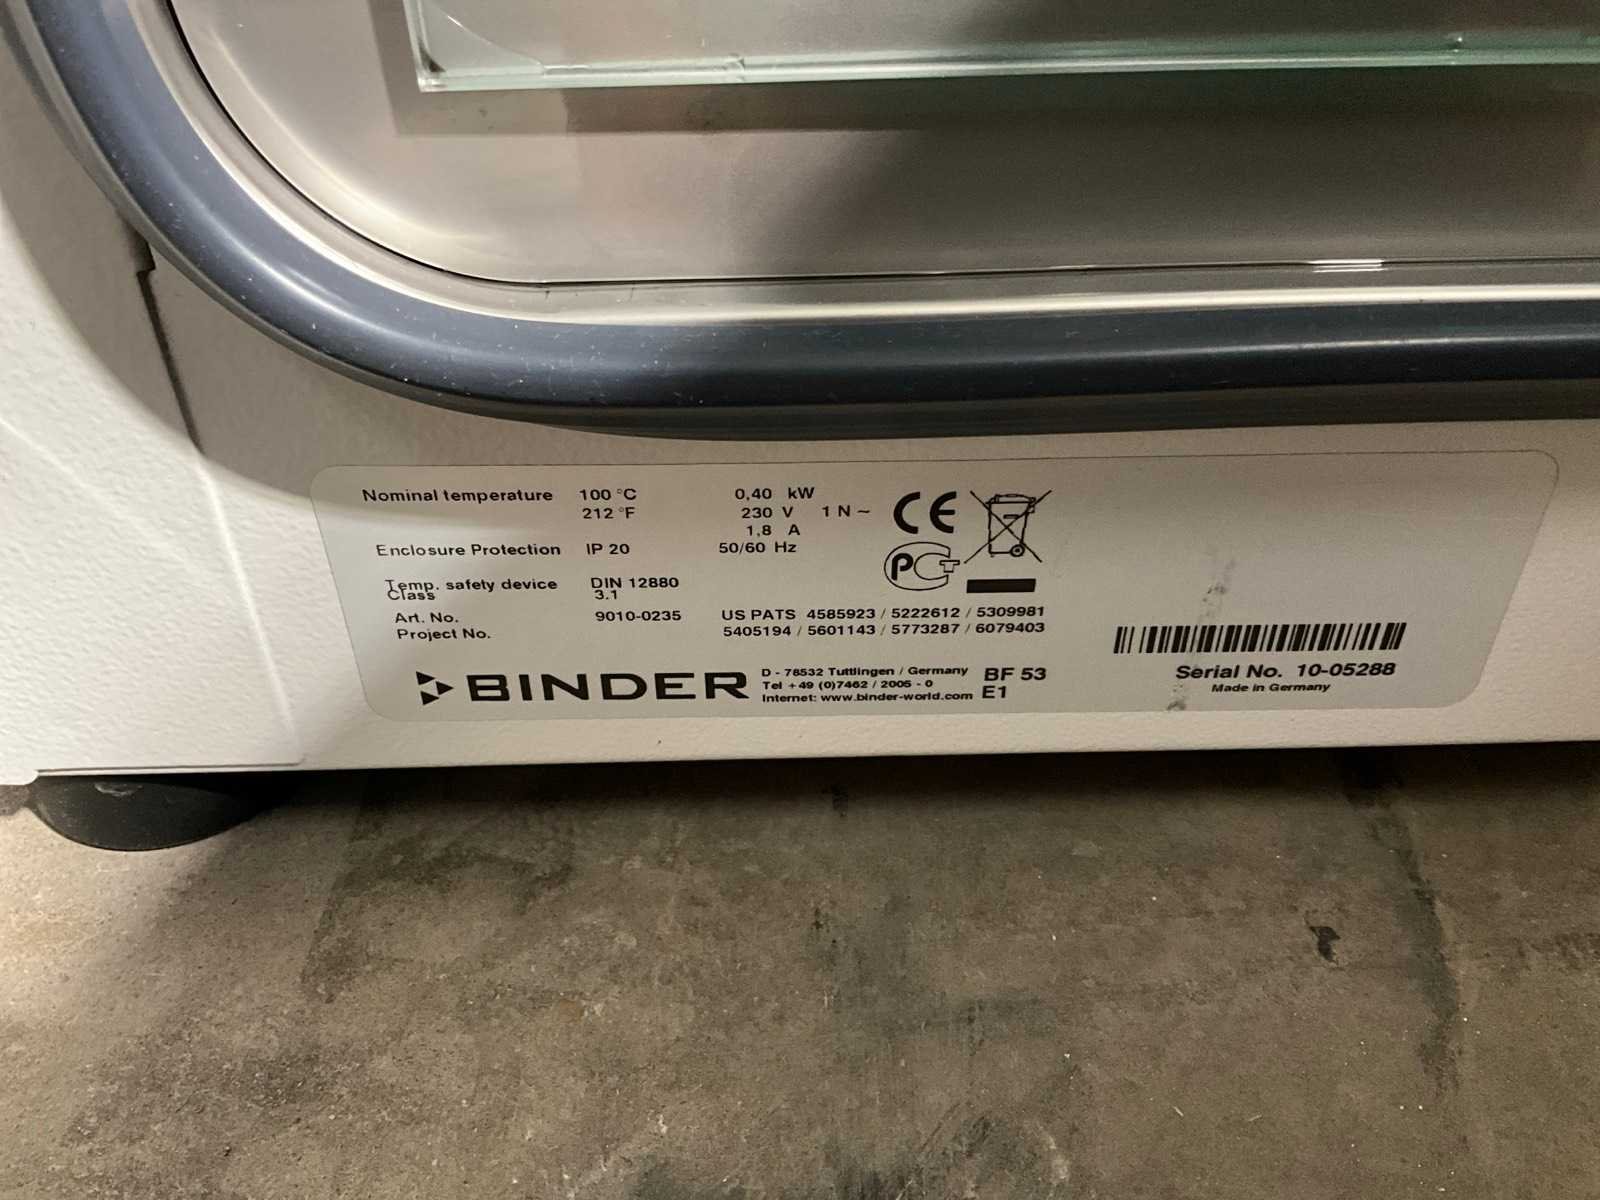 Nominal temperature 100 °C 0,40 kW
212 °F 230 V 1 N ~
1,8 A
Enclosure Protection IP 20 50/60 Hz
Temp. safety device DIN 12880
Class 3.1
Art. No. 9010-0235 US PATS 4585923 / 5222612 / 5309981
Project No. 5405194 / 5601143 / 5773287 / 6079403
CE
PCT
BINDER
D - 78532 Tuttlingen / Germany
Tel +49 (0)7462 / 2005 - 0
Internet: www.binder-world.com
BF 53
E1
Serial No. 10-05288
Made in Germany